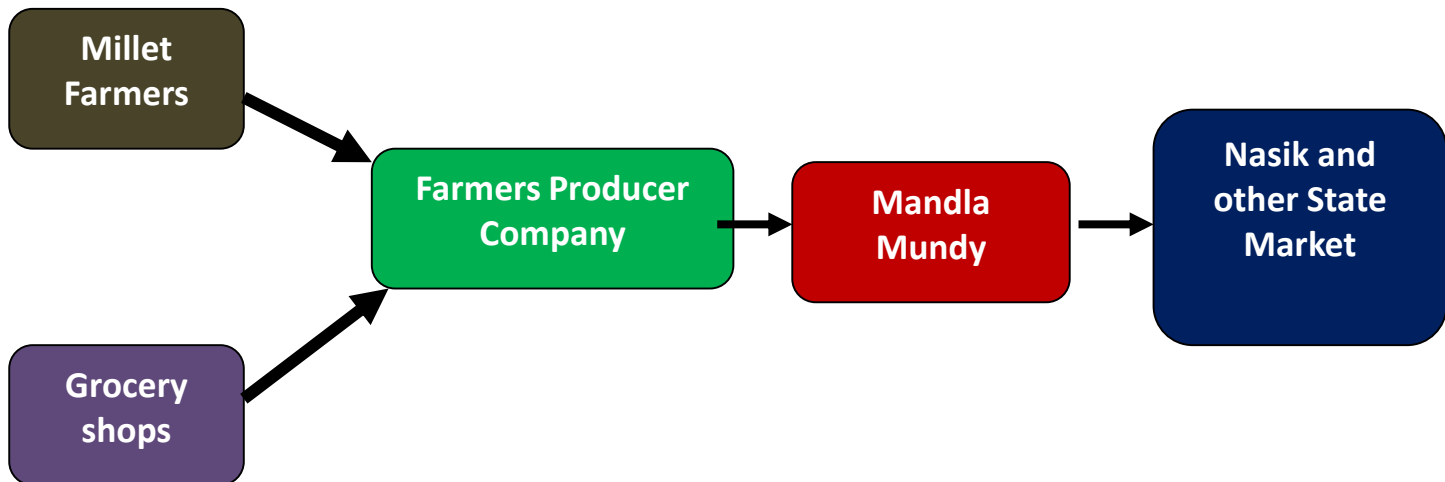 Millet
Farmers
Farmers Producer
Company
Mandla
Mundy
Nasik and
other State
Market
Grocery
shops